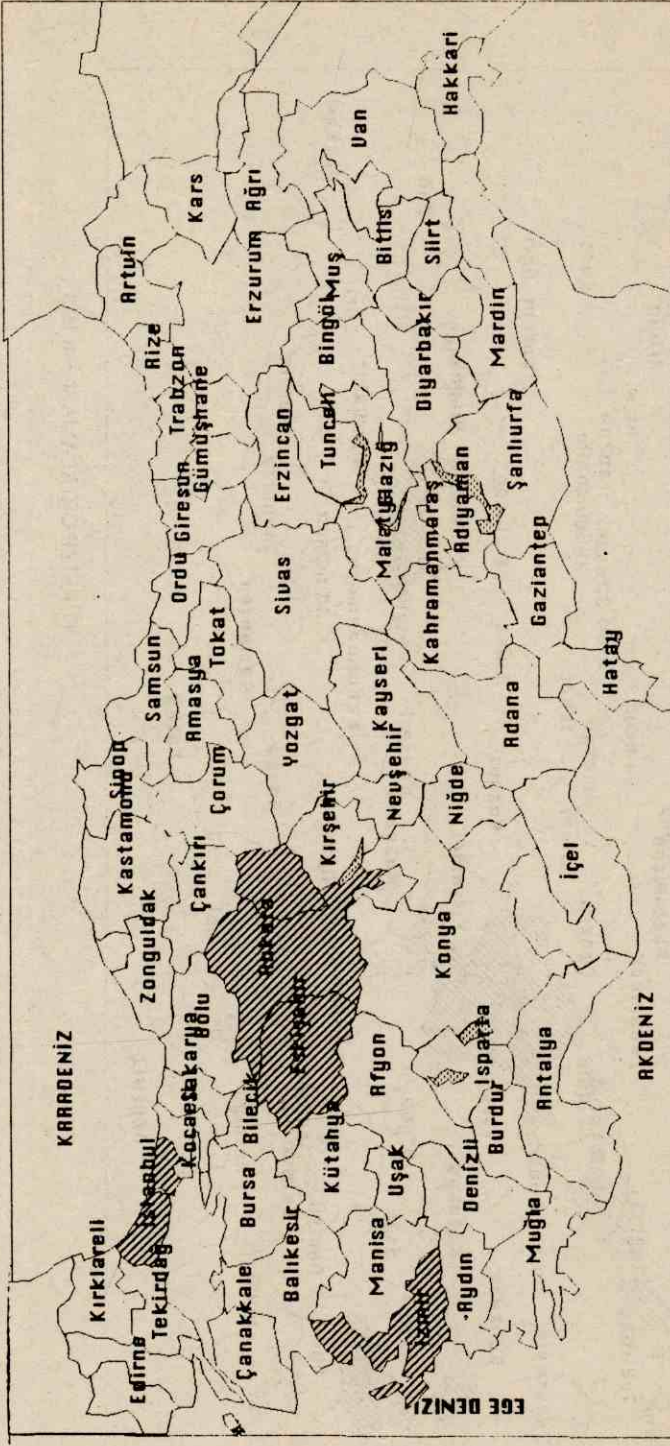 KARADENİZ
Kırklareli
Edirne
Tekirdağ
İstanbul
Kocaeli
Sakarya
Bolu
Zonguldak
Kastamonu
Sinop
Samsun
Ordu
Giresun
Trabzon
Gümüşhane
Rize
Artvin
Kars
Çankırı
Çorum
Amasya
Tokat
Çanakkale
Bursa
Bilecik
Eskişehir
Ankara
Balıkesir
Kütahya
Kırşehir
Yozgat
Sivas
Erzincan
Erzurum
Ağrı
Manisa
Uşak
Afyon
Nevşehir
Kayseri
Malatya
Elazığ
Tunceli
Bingöl
Muş
Bitlis
Van
İzmir
Aydın
Denizli
Burdur
Isparta
Konya
Niğde
Kahramanmaraş
Adıyaman
Diyarbakır
Siirt
Hakkari
EGE DENIZI
Muğla
Antalya
İçel
Adana
Gaziantep
Şanlıurfa
Mardin
Hatay
AKDENİZ